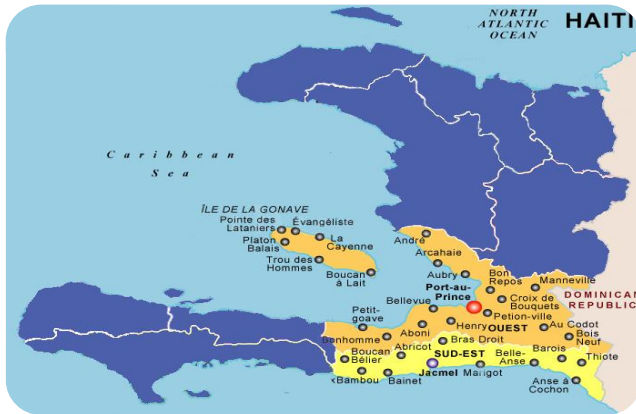 NORTH
ATLANTIC
OCEAN
HAITI
Caribbean
Sea
ÎLE DE LA GONAVE
Pointe des
Lataniers
Évangéliste
La
Cayenne
Platon
Balais
Trou des
Hommes
Boucan
à Lait
André
Arcahaie
Aubry
Bon
Repos
Manneville
Port-au-
Prince
Croix de
Bouquets
DOMINICAN
REPUBLIC
Bellevue
Petion-ville
Petit-
goâve
Aboni
Henry
OUEST
Au Codot
Bois
Neuf
Bonhomme
Bras Droit
Abricot
Boucan
Bélier
SUD-EST
Belle-
Anse
Barois
Thiote
Bambou
Bainet
Jacmel
Marigot
Anse à
Cochon